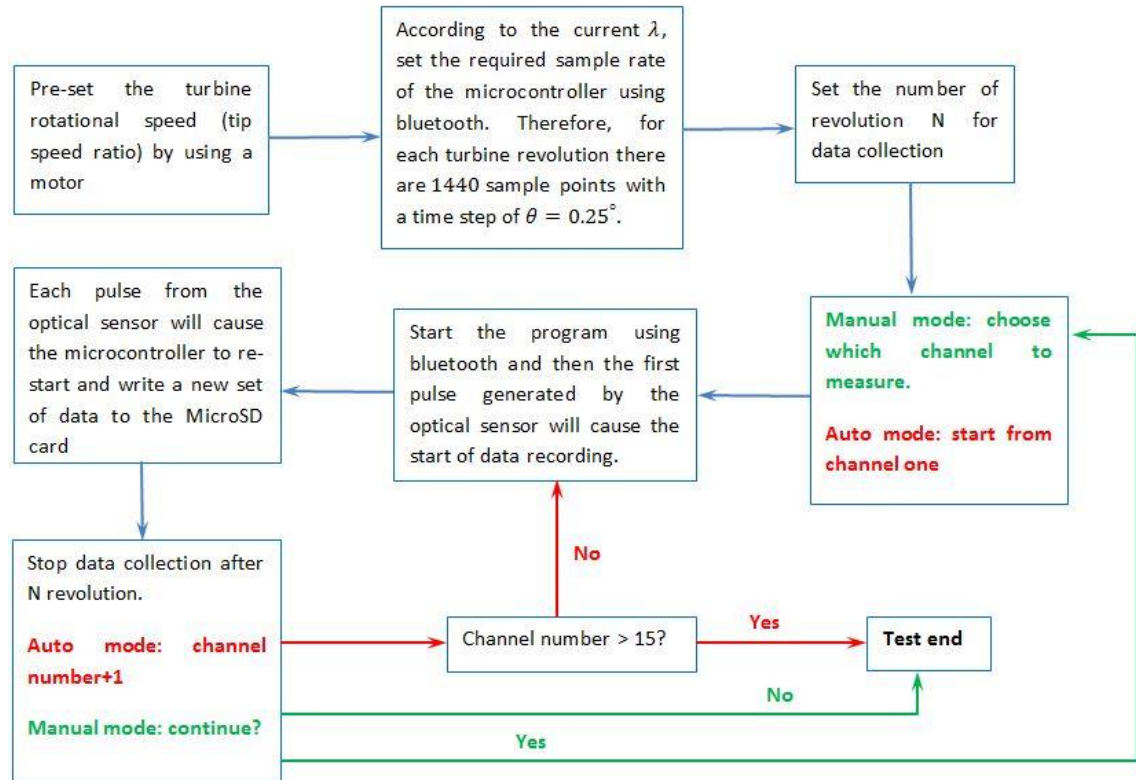 Pre-set the turbine
rotational speed (tip
speed ratio) by using a
motor
According to the current λ,
set the required sample rate
of the microcontroller using
bluetooth. Therefore, for
each turbine revolution there
are 1440 sample points with
a time step of θ = 0.25°.
Set the number of
revolution N for
data collection
Manual mode: choose
which channel to
measure.
Auto mode: start from
channel one
Start the program using
bluetooth and then the first
pulse generated by the
optical sensor will cause the
start of data recording.
Each pulse from the
optical sensor will cause
the microcontroller to re-
start and write a new set
of data to the MicroSD
card
Stop data collection after
N revolution.
Auto mode: channel
number+1
Manual mode: continue?
Channel number > 15?
No
Yes
Test end
No
Yes